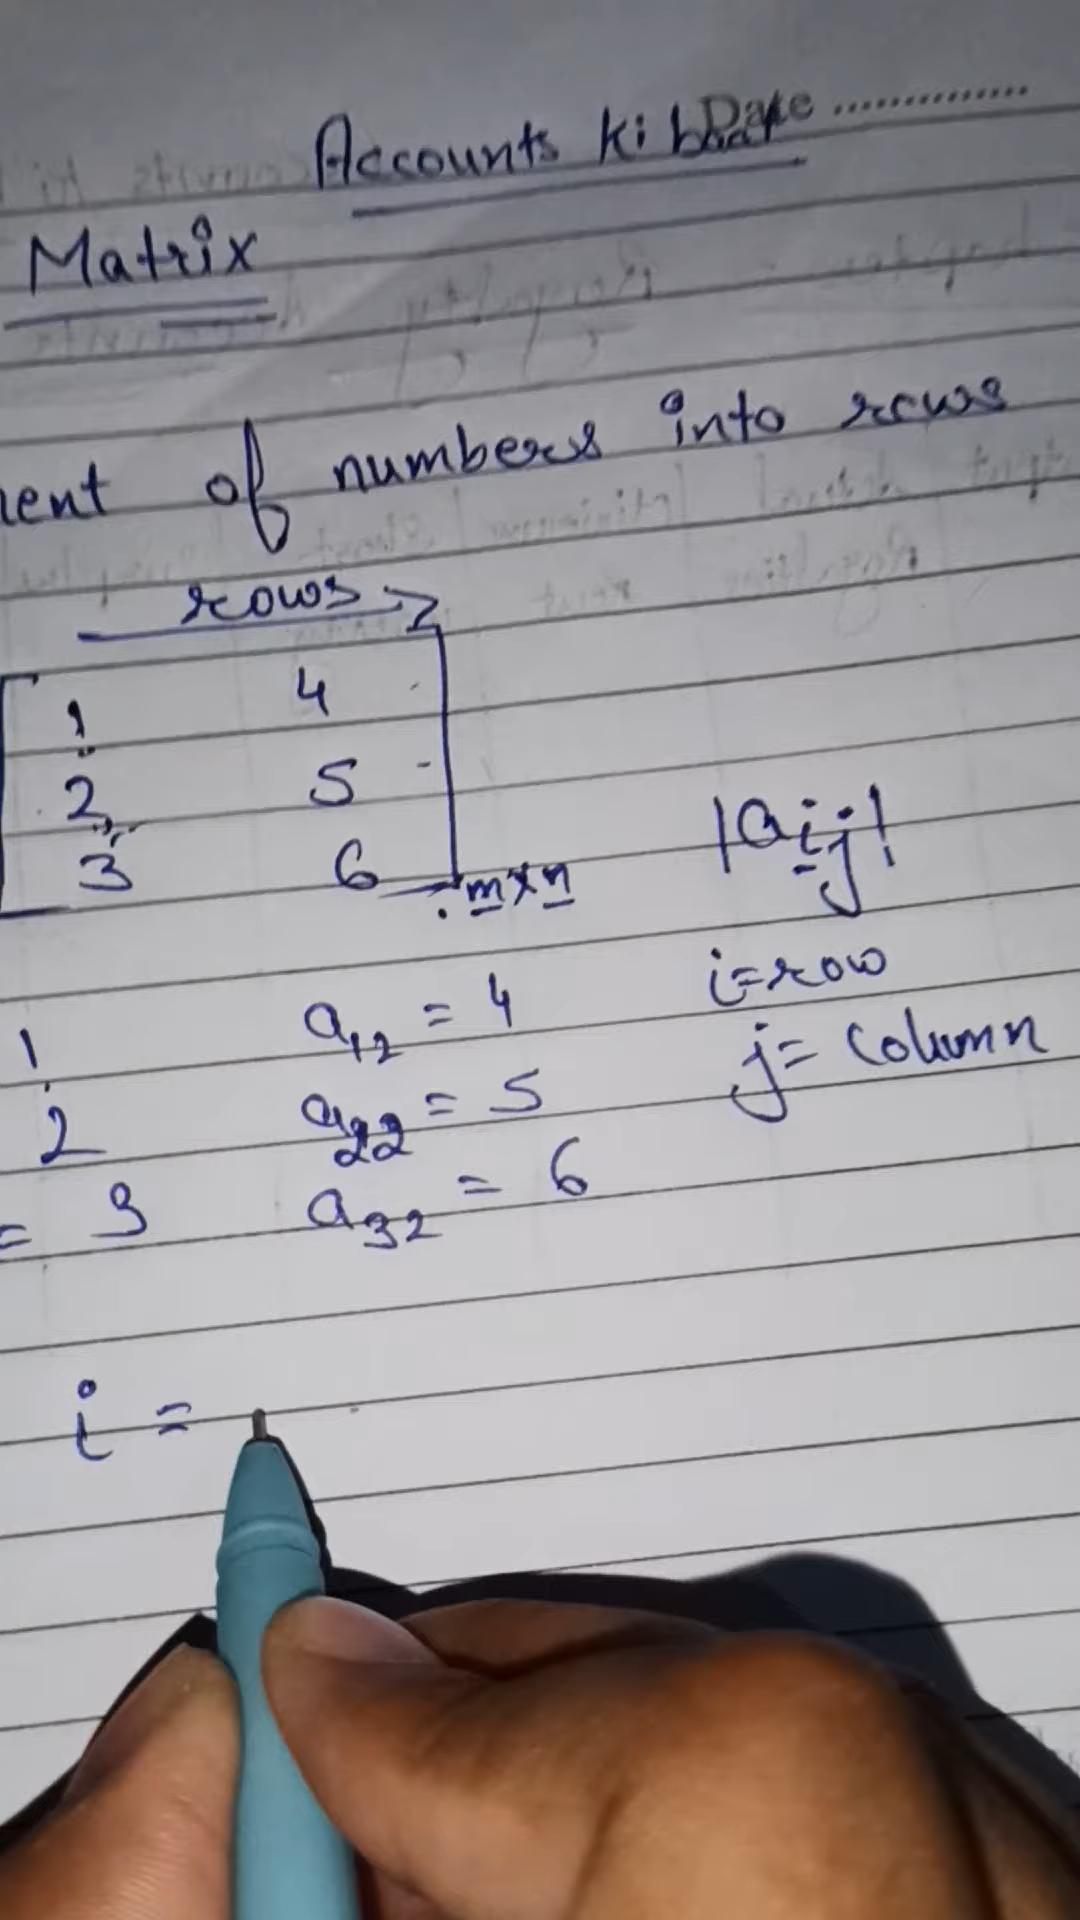 Accounts ki baat
Date ..............
Matrix
of numbers into rows
rows
1 4
2 5
3 6
m×n
|aij|
i=row
j= Column
1 a12 = 4
2 a22 = 5
= 3 a32 = 6
i =